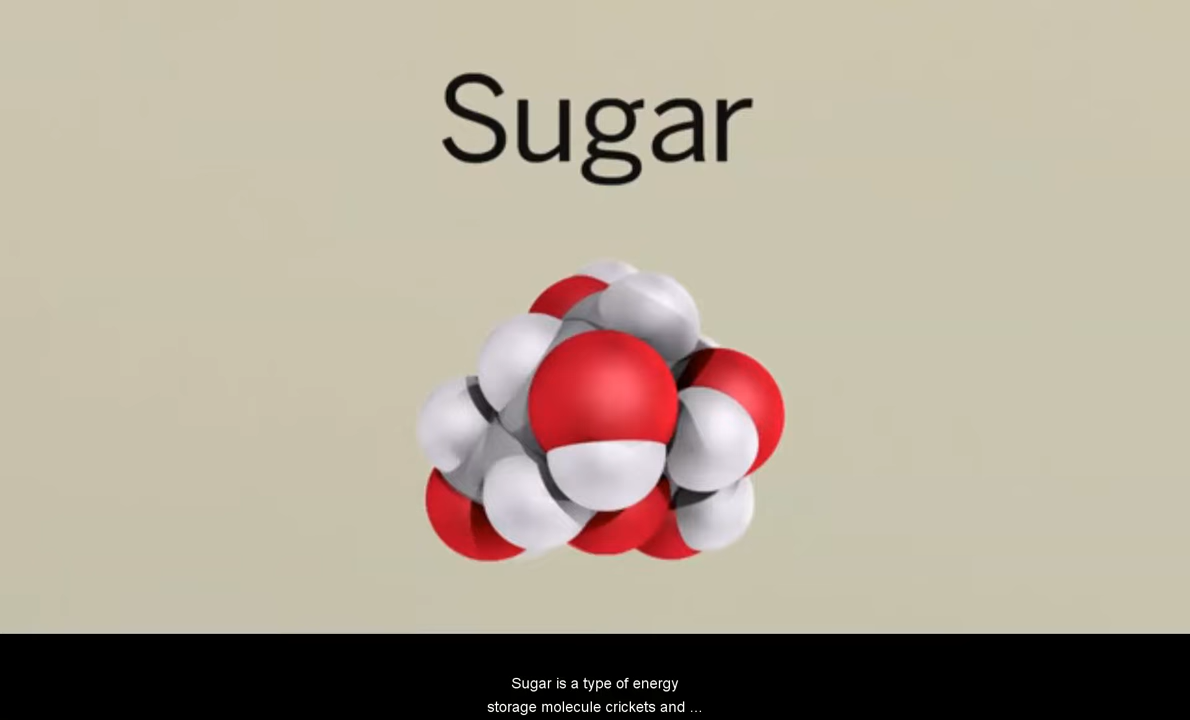 Sugar
Sugar is a type of energy
storage molecule crickets and ...